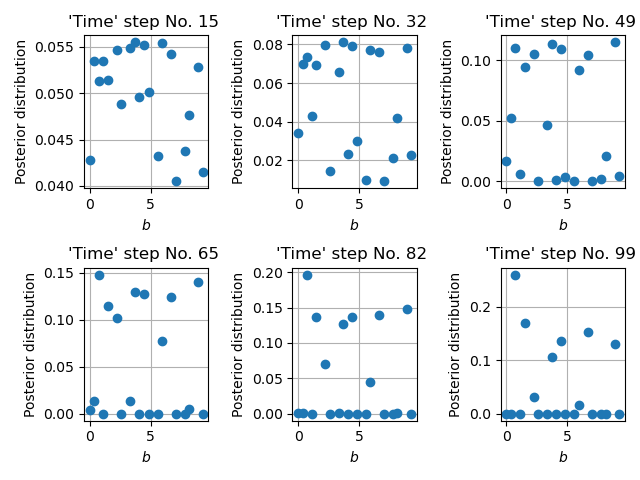 'Time' step No. 15
'Time' step No. 32
'Time' step No. 49
Posterior distribution
0.055
0.050
0.045
0.040
0
5
b
Posterior distribution
0.08
0.06
0.04
0.02
0
5
b
Posterior distribution
0.10
0.05
0.00
0
5
b
'Time' step No. 65
'Time' step No. 82
'Time' step No. 99
Posterior distribution
0.15
0.10
0.05
0.00
0
5
b
Posterior distribution
0.20
0.15
0.10
0.05
0.00
0
5
b
Posterior distribution
0.2
0.1
0.0
0
5
b